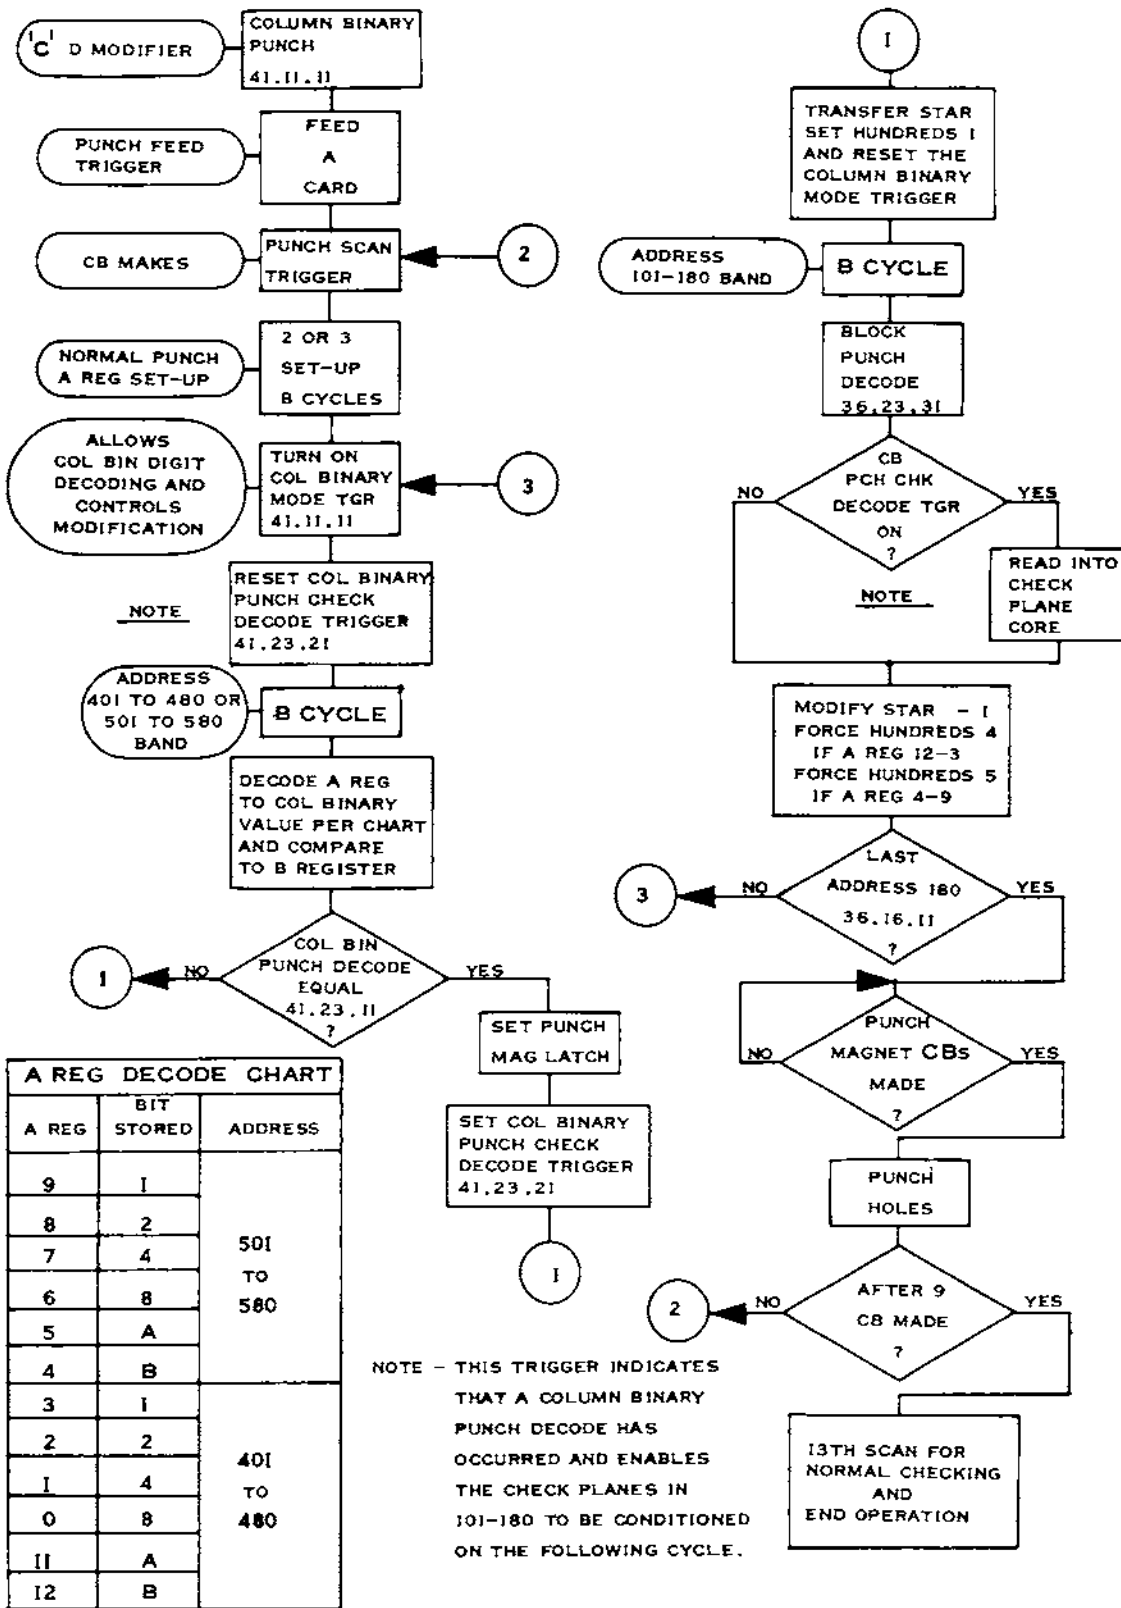 'C' D MODIFIER
COLUMN BINARY
PUNCH
41.11.11
PUNCH FEED
TRIGGER
FEED
A
CARD
CB MAKES
PUNCH SCAN
TRIGGER
2
NORMAL PUNCH
A REG SET-UP
2 OR 3
SET-UP
B CYCLES
ALLOWS
COL BIN DIGIT
DECODING AND
CONTROLS
MODIFICATION
TURN ON
COL BINARY
MODE TGR
41.11.11
3
NOTE
RESET COL BINARY
PUNCH CHECK
DECODE TRIGGER
41.23.21
ADDRESS
401 TO 480 OR
501 TO 580
BAND
B CYCLE
DECODE A REG
TO COL BINARY
VALUE PER CHART
AND COMPARE
TO B REGISTER
COL BIN
PUNCH DECODE
EQUAL
41.23.11
?
NO
1
YES
SET PUNCH
MAG LATCH
SET COL BINARY
PUNCH CHECK
DECODE TRIGGER
41.23.21
1
A REG DECODE CHART
A REG BIT STORED ADDRESS
9 1
8 2
7 4
6 8
5 A
4 B
501
TO
580
3 1
2 2
1 4
0 8
11 A
12 B
401
TO
480
1
TRANSFER STAR
SET HUNDREDS 1
AND RESET THE
COLUMN BINARY
MODE TRIGGER
ADDRESS
101-180 BAND
B CYCLE
BLOCK
PUNCH
DECODE
36.23.31
CB
PCH CHK
DECODE TGR
ON
?
NO
YES
NOTE
READ INTO
CHECK
PLANE
CORE
MODIFY STAR - 1
FORCE HUNDREDS 4
IF A REG 12-3
FORCE HUNDREDS 5
IF A REG 4-9
LAST
ADDRESS 180
36.16.11
?
NO
3
YES
PUNCH
MAGNET CBs
MADE
?
NO
YES
PUNCH
HOLES
AFTER 9
CB MADE
?
NO
2
YES
13TH SCAN FOR
NORMAL CHECKING
AND
END OPERATION
NOTE - THIS TRIGGER INDICATES
THAT A COLUMN BINARY
PUNCH DECODE HAS
OCCURRED AND ENABLES
THE CHECK PLANES IN
101-180 TO BE CONDITIONED
ON THE FOLLOWING CYCLE.